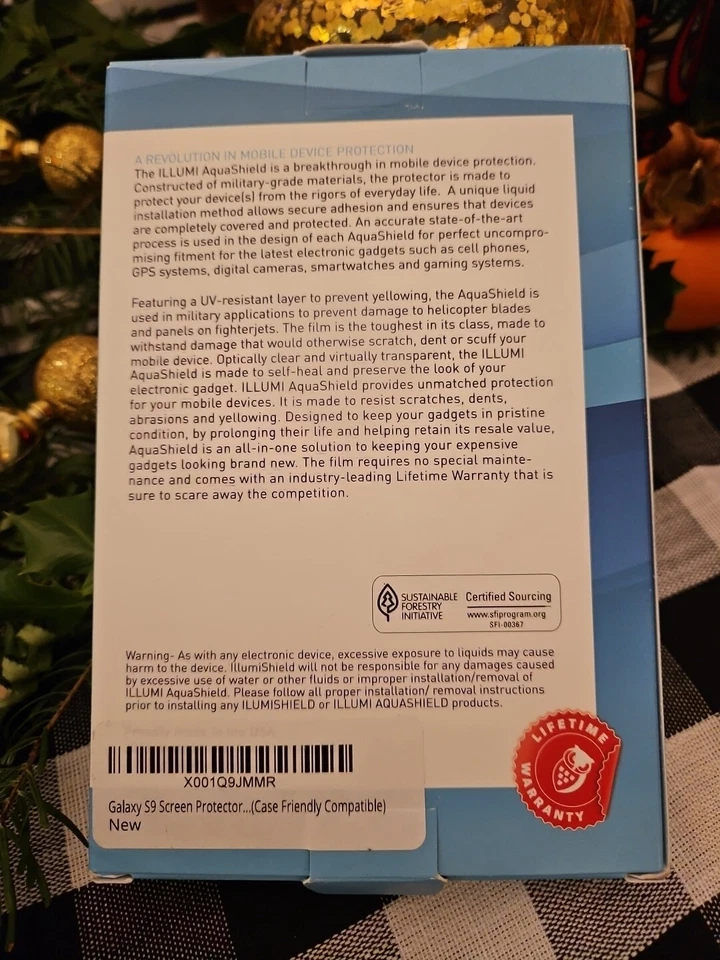 A REVOLUTION IN MOBILE DEVICE PROTECTION
The ILLUMI AquaShield is a breakthrough in mobile device protection.
Constructed of military-grade materials, the protector is made to
protect your device(s) from the rigors of everyday life. A unique liquid
installation method allows secure adhesion and ensures that devices
are completely covered and protected. An accurate state-of-the-art
process is used in the design of each AquaShield for perfect uncompro-
mising fitment for the latest electronic gadgets such as cell phones,
GPS systems, digital cameras, smartwatches and gaming systems.
Featuring a UV-resistant layer to prevent yellowing, the AquaShield is
used in military applications to prevent damage to helicopter blades
and panels on fighterjets. The film is the toughest in its class, made to
withstand damage that would otherwise scratch, dent or scuff your
mobile device. Optically clear and virtually transparent, the ILLUMI
AquaShield is made to self-heal and preserve the look of your
electronic gadget. ILLUMI AquaShield provides unmatched protection
for your mobile devices. It is made to resist scratches, dents,
abrasions and yellowing. Designed to keep your gadgets in pristine
condition, by prolonging their life and helping retain its resale value,
AquaShield is an all-in-one solution to keeping your expensive
gadgets looking brand new. The film requires no special mainte-
nance and comes with an industry-leading Lifetime Warranty that is
sure to scare away the competition.
SUSTAINABLE
FORESTRY
INITIATIVE
Certified Sourcing
www.sfiprogram.org
SFI-00367
Warning- As with any electronic device, excessive exposure to liquids may cause
harm to the device. IllumiShield will not be responsible for any damages caused
by excessive use of water or other fluids or improper installation/removal of
ILLUMI AquaShield. Please follow all proper installation/ removal instructions
prior to installing any ILUMISHIELD or ILLUMI AQUASHIELD products.
LIFETIME
WARRANTY
X001Q9JMMR
Galaxy S9 Screen Protector...(Case Friendly Compatible)
New